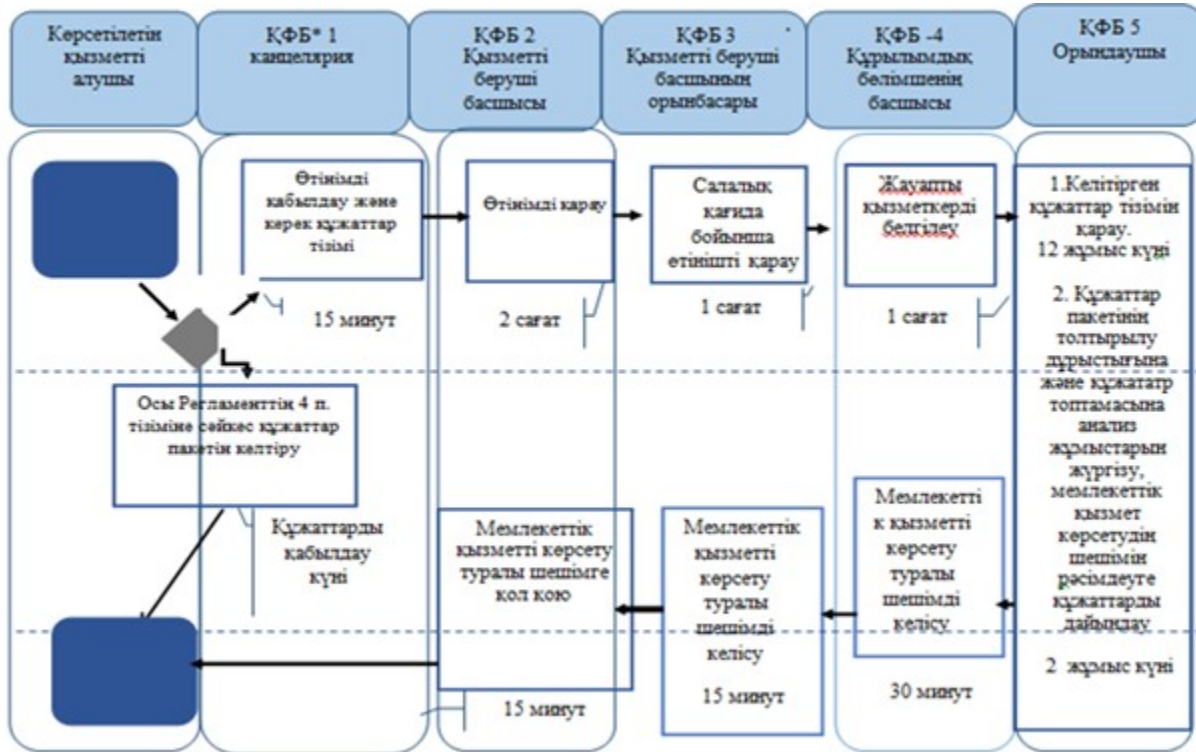 Көрсетілетін
қызметті
алушы
ҚФБ* 1
канцелярия
ҚФБ 2
Қызметті
беруші
басшысы
ҚФБ 3
Қызметті беруші
басшының
орынбасары
ҚФБ -4
Құрылымдық
бөлімшенің
басшысы
ҚФБ 5
Орындаушы
Өтінімді
қабылдау және
керек құжаттар
тізімі
15 минут
Өтінімді қарау
2 сағат
Салалық
қағида
бойынша
өтінішті қарау
1 сағат
Жауапты
қызметкерді
белгілеу
1 сағат
1.Келітірген
құжаттар тізімін
қарау.
12 жұмыс күні
2. Құжаттар
пакетінің
толтырылу
дұрыстығына
және құжататр
топтамасына
анализ
жұмыстарын
жүргізу,
мемлекеттік
қызмет
көрсетудің
шешімін
рәсімдеуге
құжаттарды
дайындау
2 жұмыс күні
Осы Регламенттің 4 п.
тізіміне сәйкес құжаттар
пакетін келтіру
Құжаттарды
қабылдау
күні
Мемлекеттік
қызметті көрсету
туралы шешімге
қол қою
15 минут
Мемлекеттік
қызметті
көрсету
туралы
шешімді
келісу
15 минут
Мемлекетті
к қызметті
көрсету
туралы
шешімді
келісу
30 минут